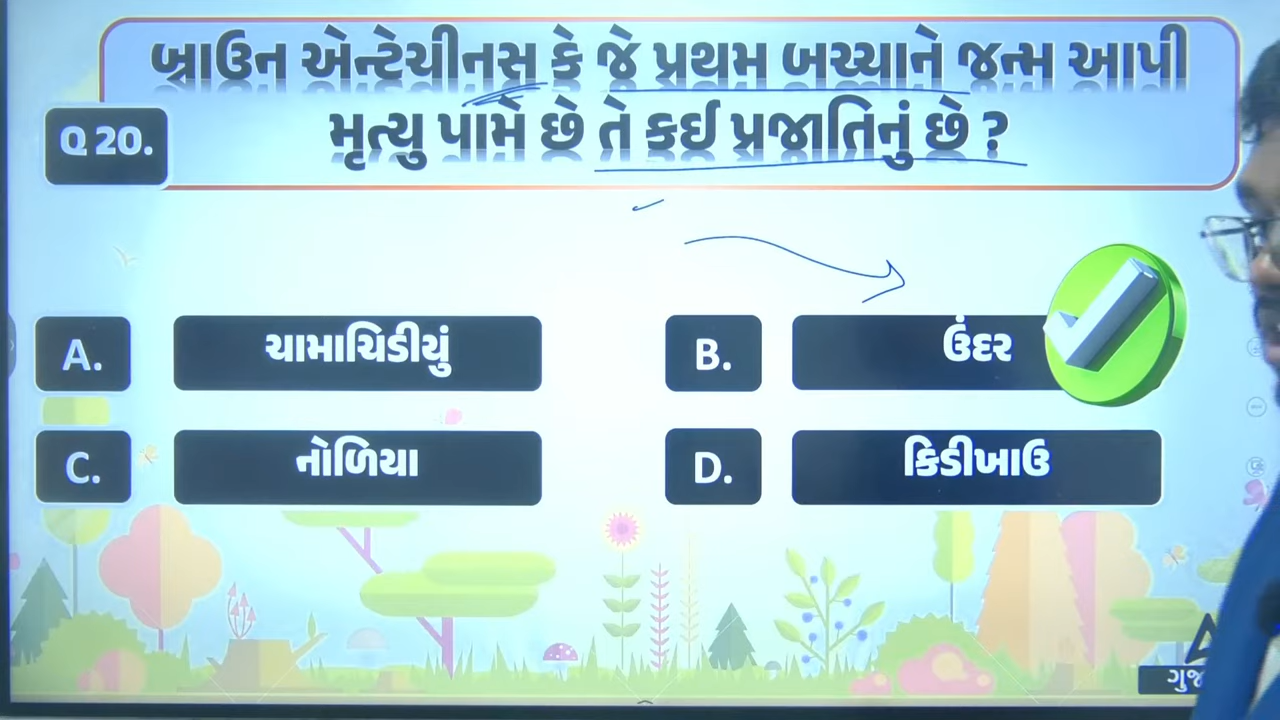 બ્રાઉન એન્ટેચીનસ કે જે પ્રથમ બચ્ચાને જન્મ આપી
Q 20.
મૃત્યુ પામે છે તે કઈ પ્રજાતિનું છે ?
A.
ચામાચિડીયું
B.
ઉંદર
C.
નોળિયા
D.
કિડીખાઉ